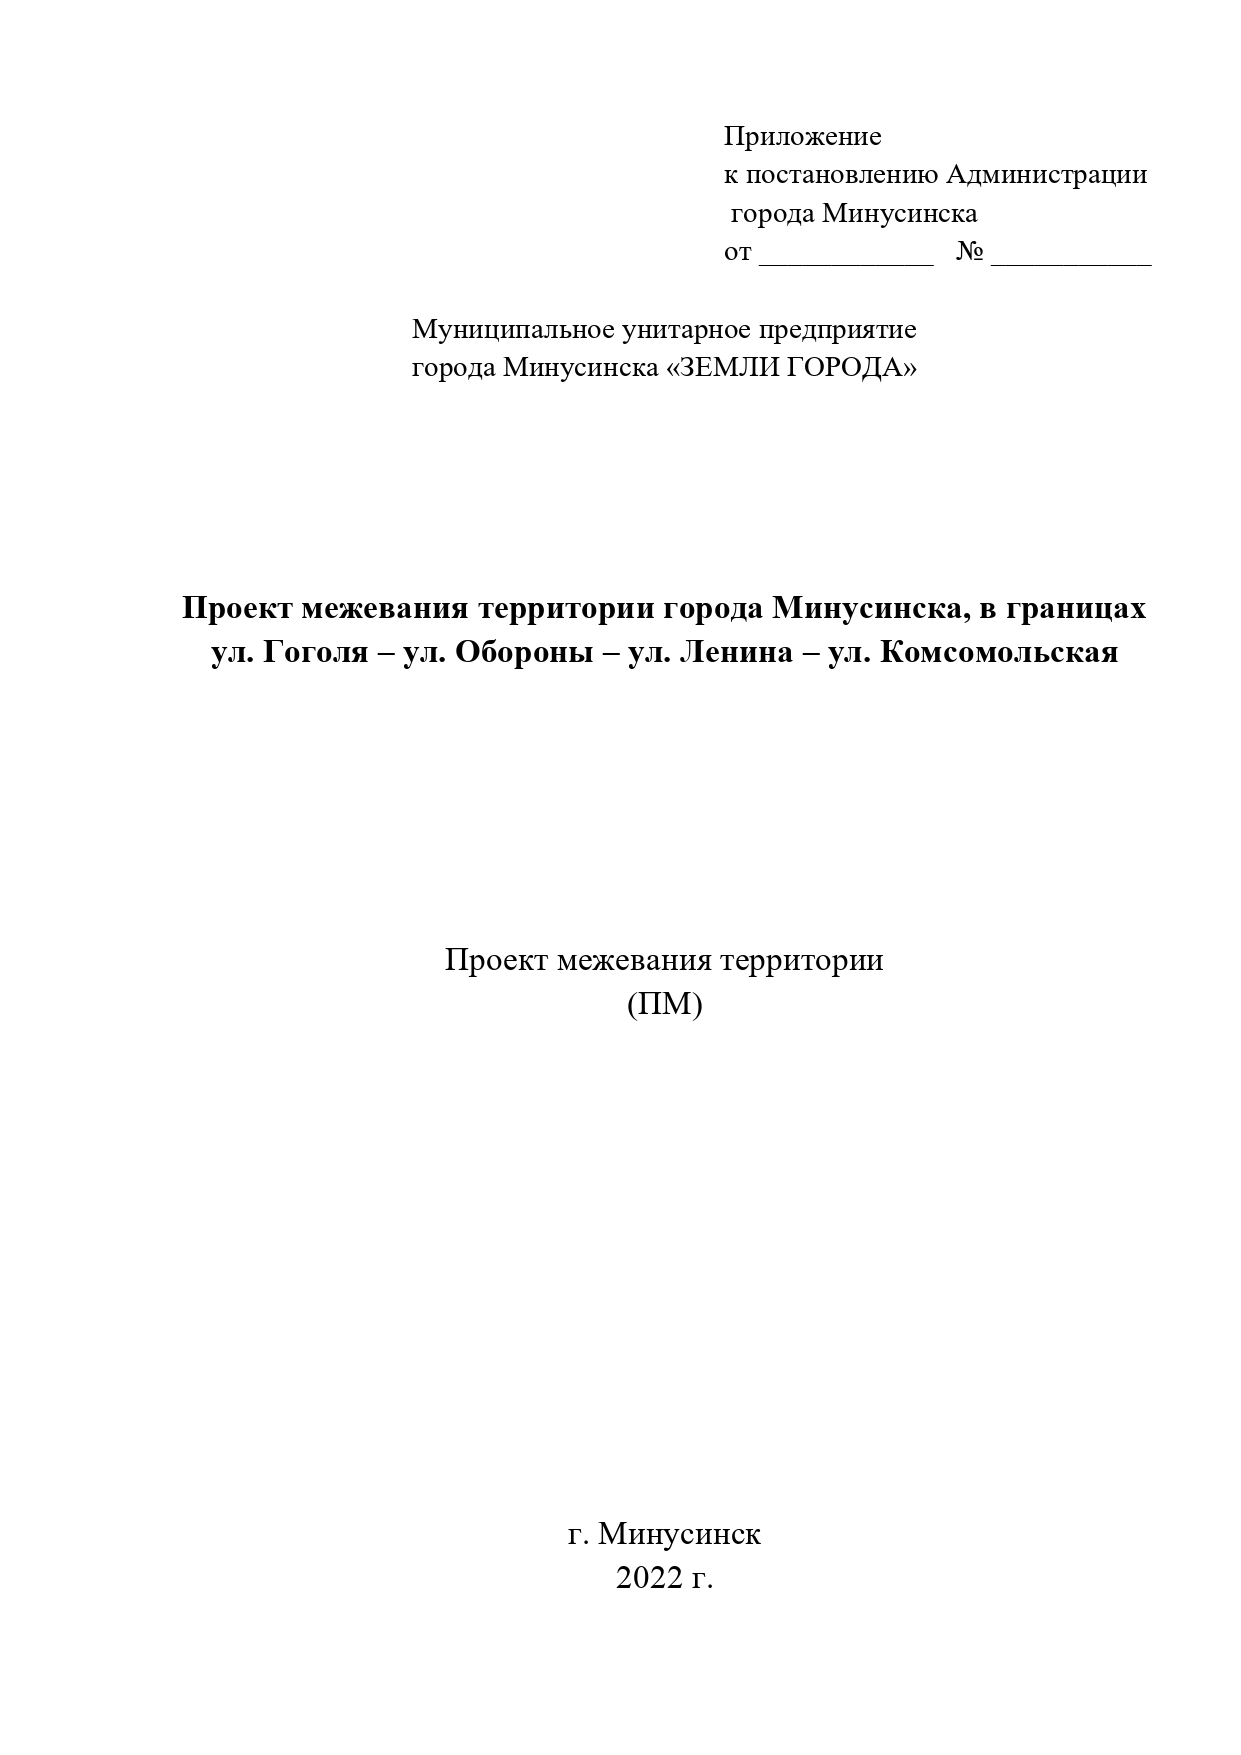 Приложение
к постановлению Администрации
города Минусинска
от ____________ № ___________
Муниципальное унитарное предприятие
города Минусинска «ЗЕМЛИ ГОРОДА»
Проект межевания территории города Минусинска, в границах
ул. Гоголя – ул. Обороны – ул. Ленина – ул. Комсомольская
Проект межевания территории
(ПМ)
г. Минусинск
2022 г.